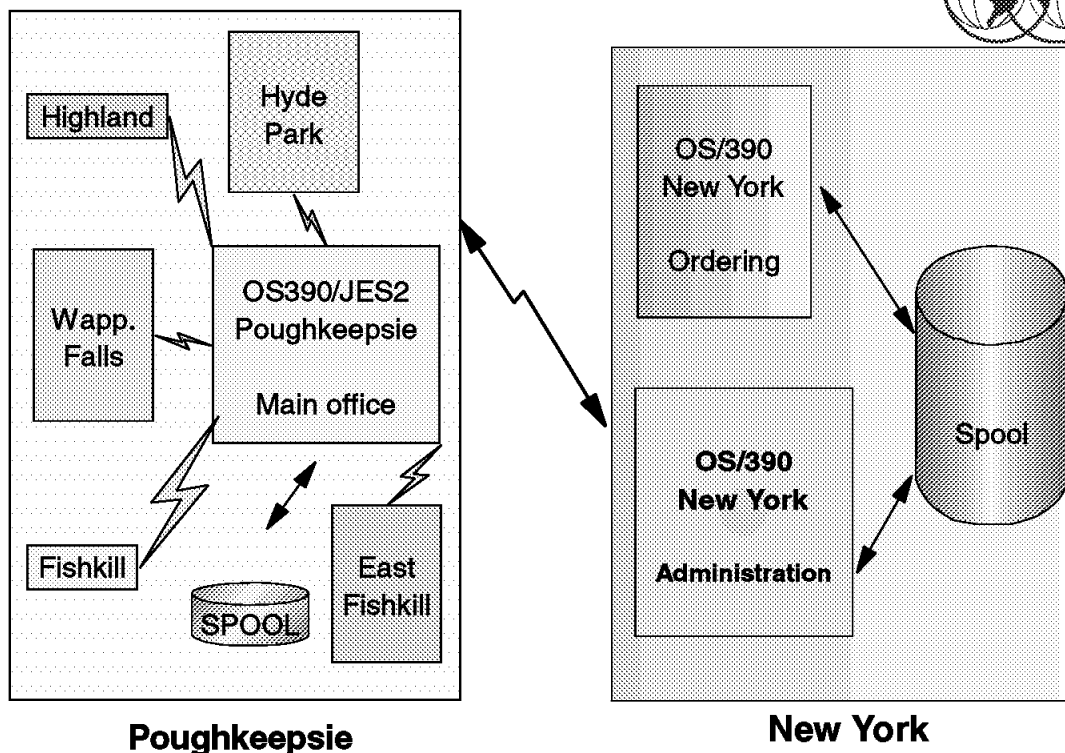 Highland
Hyde
Park
Wapp.
Falls
OS390/JES2
Poughkeepsie
Main office
Fishkill
SPOOL
East
Fishkill
Poughkeepsie
OS/390
New York
Ordering
OS/390
New York
Administration
Spool
New York